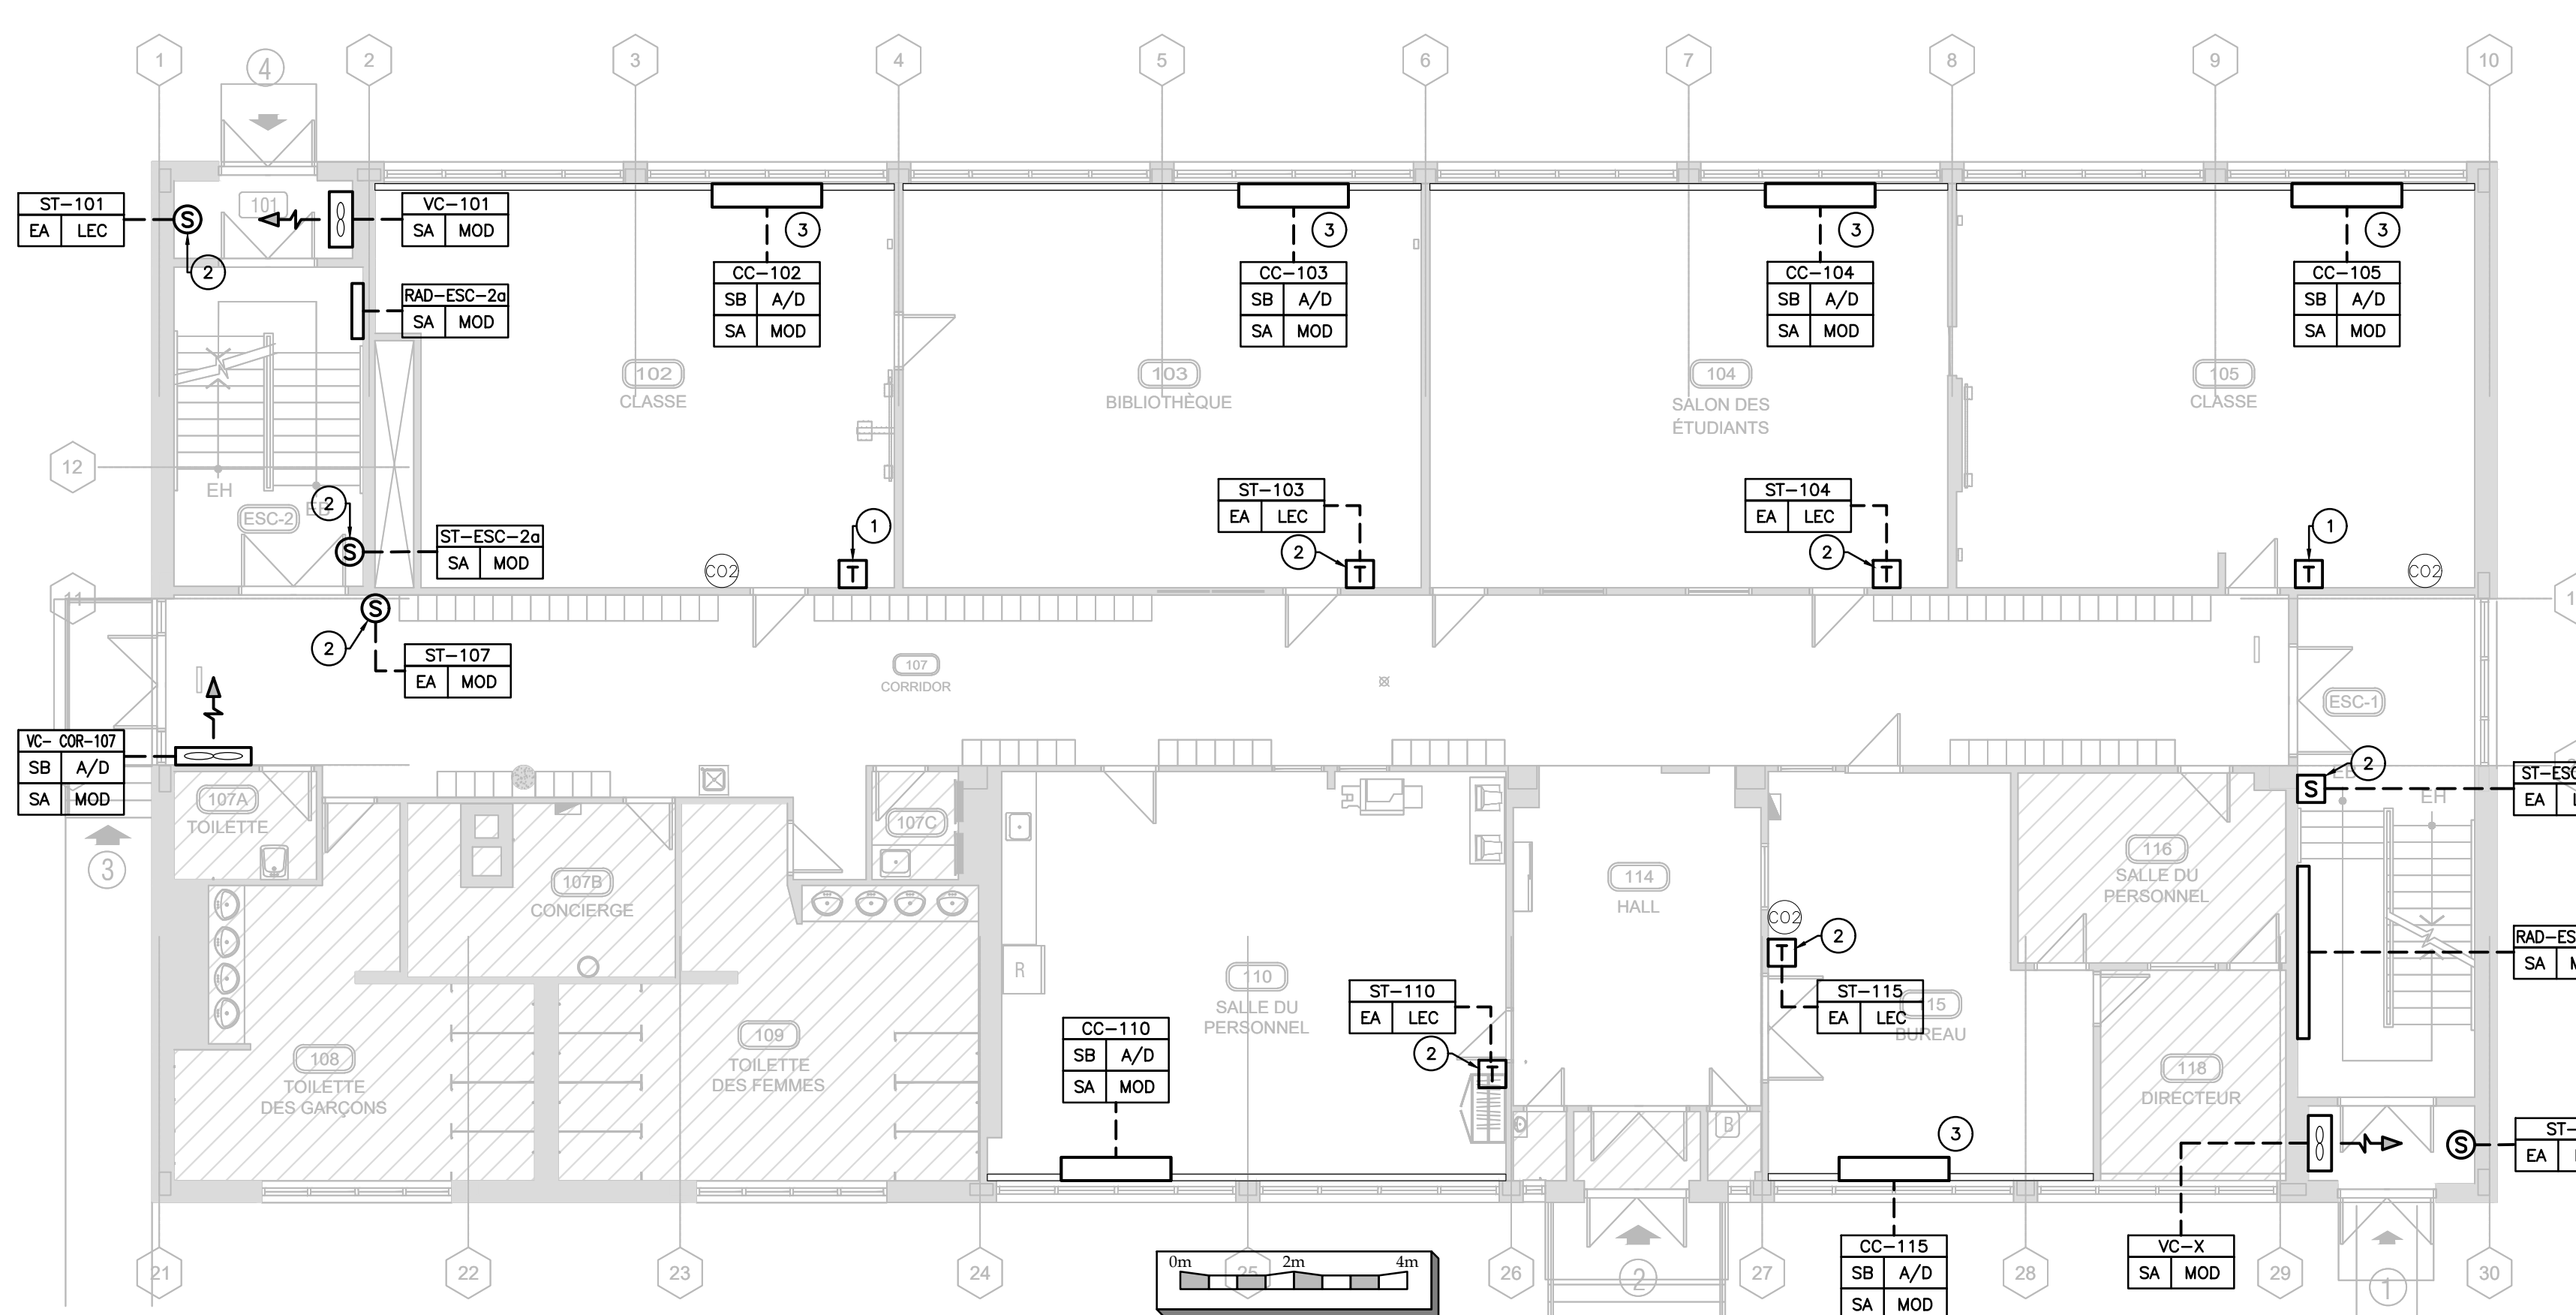 1
4
2
3
4
5
6
7
8
9
10
ST-101
EA LEC
S
101
VC-101
SA MOD
2
RAD-ESC-2a
SA MOD
3
CC-102
SB A/D
SA MOD
3
CC-103
SB A/D
SA MOD
3
CC-104
SB A/D
SA MOD
3
CC-105
SB A/D
SA MOD
102
CLASSE
103
BIBLIOTHÈQUE
104
SALON DES
ÉTUDIANTS
105
CLASSE
12
EH
EB
2
ESC-2
S
ST-ESC-2a
SA MOD
CO2
1
T
ST-103
EA LEC
2
T
ST-104
EA LEC
2
T
1
T
CO2
11
S
2
ST-107
EA MOD
107
CORRIDOR
ESC-1
VC- COR-107
SB A/D
SA MOD
3
107A
TOILETTE
107B
CONCIERGE
107C
108
TOILETTE
DES GARÇONS
109
TOILETTE
DES FEMMES
R
110
SALLE DU
PERSONNEL
CC-110
SB A/D
SA MOD
ST-110
EA LEC
2
T
114
HALL
B
CO2
2
T
ST-115
EA LEC
15
BUREAU
116
SALLE DU
PERSONNEL
118
DIRECTEUR
3
2
S
EB
EH
ST-ESC
EA
RAD-ES
SA
S
ST-
EA
CC-115
SB A/D
SA MOD
VC-X
SA MOD
21
22
23
24
25
26
2
27
28
29
1
30
0m 2m 4m